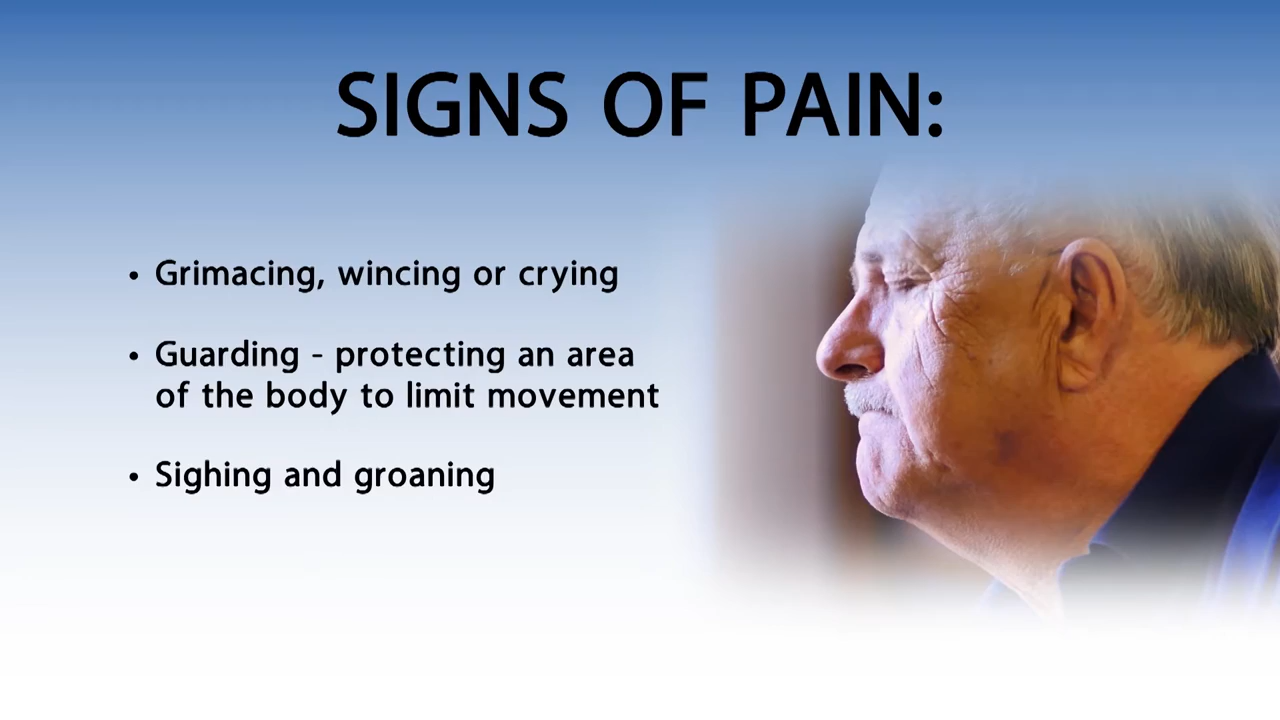 SIGNS OF PAIN:
• Grimacing, wincing or crying
• Guarding - protecting an area
of the body to limit movement
• Sighing and groaning